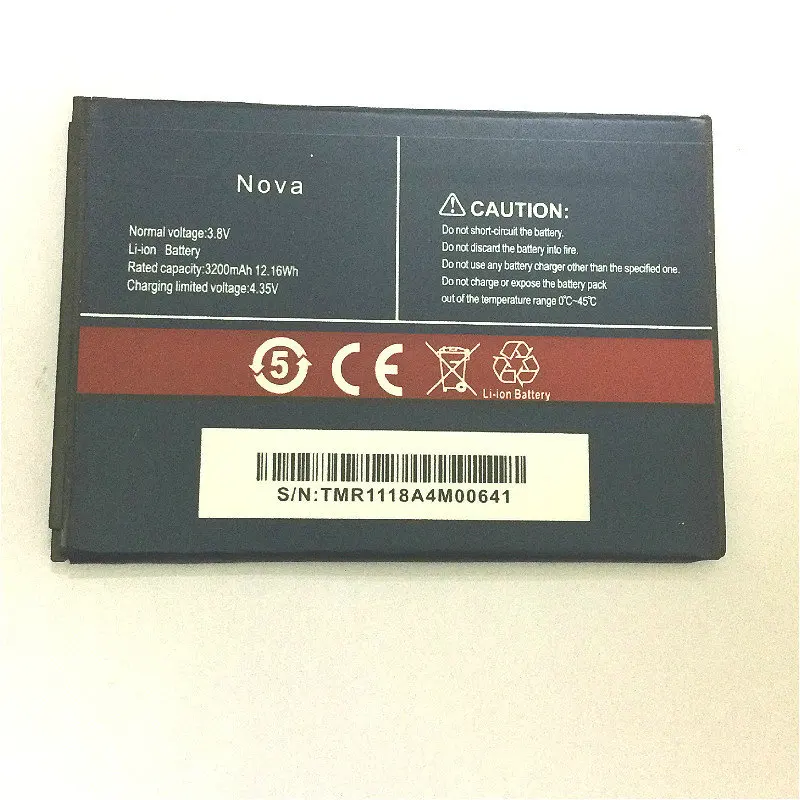 Nova
Normal voltage:3.8V
Li-ion Battery
Rated capacity:3200mAh 12.16Wh
Charging limited voltage:4.35V
CAUTION:
Do not short-circuit the battery.
Do not discard the battery into fire.
Do not use any battery charger other than the specified one.
Do not charge or expose the battery pack
out of the temperature range 0℃~45℃
5
CE
Li-ion Battery
S/N:TMR1118A4M00641